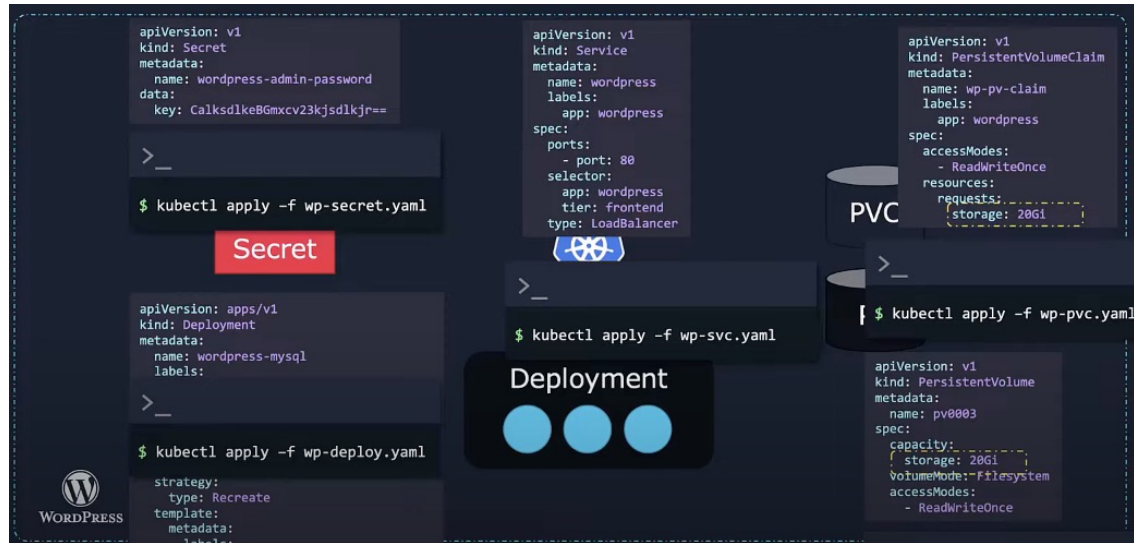 apiVersion: v1
kind: Secret
metadata:
  name: wordpress-admin-password
data:
  key: CalksdlkeBGmxcv23kjsdlkjr==
>_
$ kubectl apply –f wp-secret.yaml
Secret
apiVersion: apps/v1
kind: Deployment
metadata:
  name: wordpress-mysql
  labels:
>_
$ kubectl apply –f wp-deploy.yaml
  strategy:
    type: Recreate
  template:
    metadata:
      labels:
WORDPRESS
apiVersion: v1
kind: Service
metadata:
  name: wordpress
  labels:
    app: wordpress
spec:
  ports:
    - port: 80
  selector:
    app: wordpress
    tier: frontend
  type: LoadBalancer
>_
$ kubectl apply –f wp-svc.yaml
Deployment
apiVersion: v1
kind: PersistentVolumeClaim
metadata:
  name: wp-pv-claim
  labels:
    app: wordpress
spec:
  accessModes:
    - ReadWriteOnce
  resources:
    requests:
      storage: 20Gi
PVC
>_
$ kubectl apply –f wp-pvc.yaml
apiVersion: v1
kind: PersistentVolume
metadata:
  name: pv0003
spec:
  capacity:
    storage: 20Gi
  volumeMode: Filesystem
  accessModes:
    - ReadWriteOnce